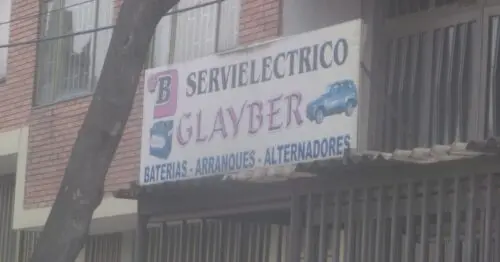 B
SERVIELECTRICO
GLAYBER
BATERIAS - ARRANQUES - ALTERNADORES